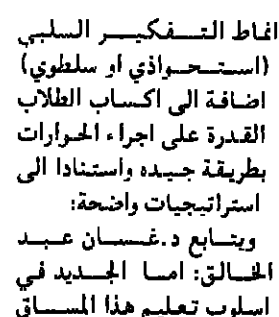 انماط التفكير السلبي
(استحواذي او سلطوي)
اضافة الى اكساب الطلاب
القدرة على اجراء الحوارات
بطريقة جيده واستنادا الى
استراتيجيات واضحة:
ويتابع د.غسان عبد
الخالق: اما الجديد في
اسلوب تعليم هذا المساق